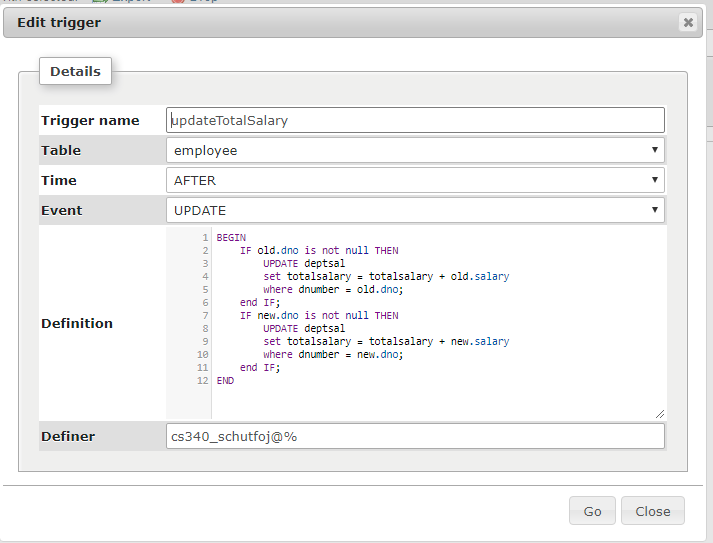 Edit trigger
Details
Trigger name updateTotalSalary
Table employee
Time AFTER
Event UPDATE
Definition
1 BEGIN
2 IF old.dno is not null THEN
3 UPDATE deptsal
4 set totalsalary = totalsalary + old.salary
5 where dnumber = old.dno;
6 end IF;
7 IF new.dno is not null THEN
8 UPDATE deptsal
9 set totalsalary = totalsalary + new.salary
10 where dnumber = new.dno;
11 end IF;
12 END
Definer cs340_schutfoj@%
Go Close